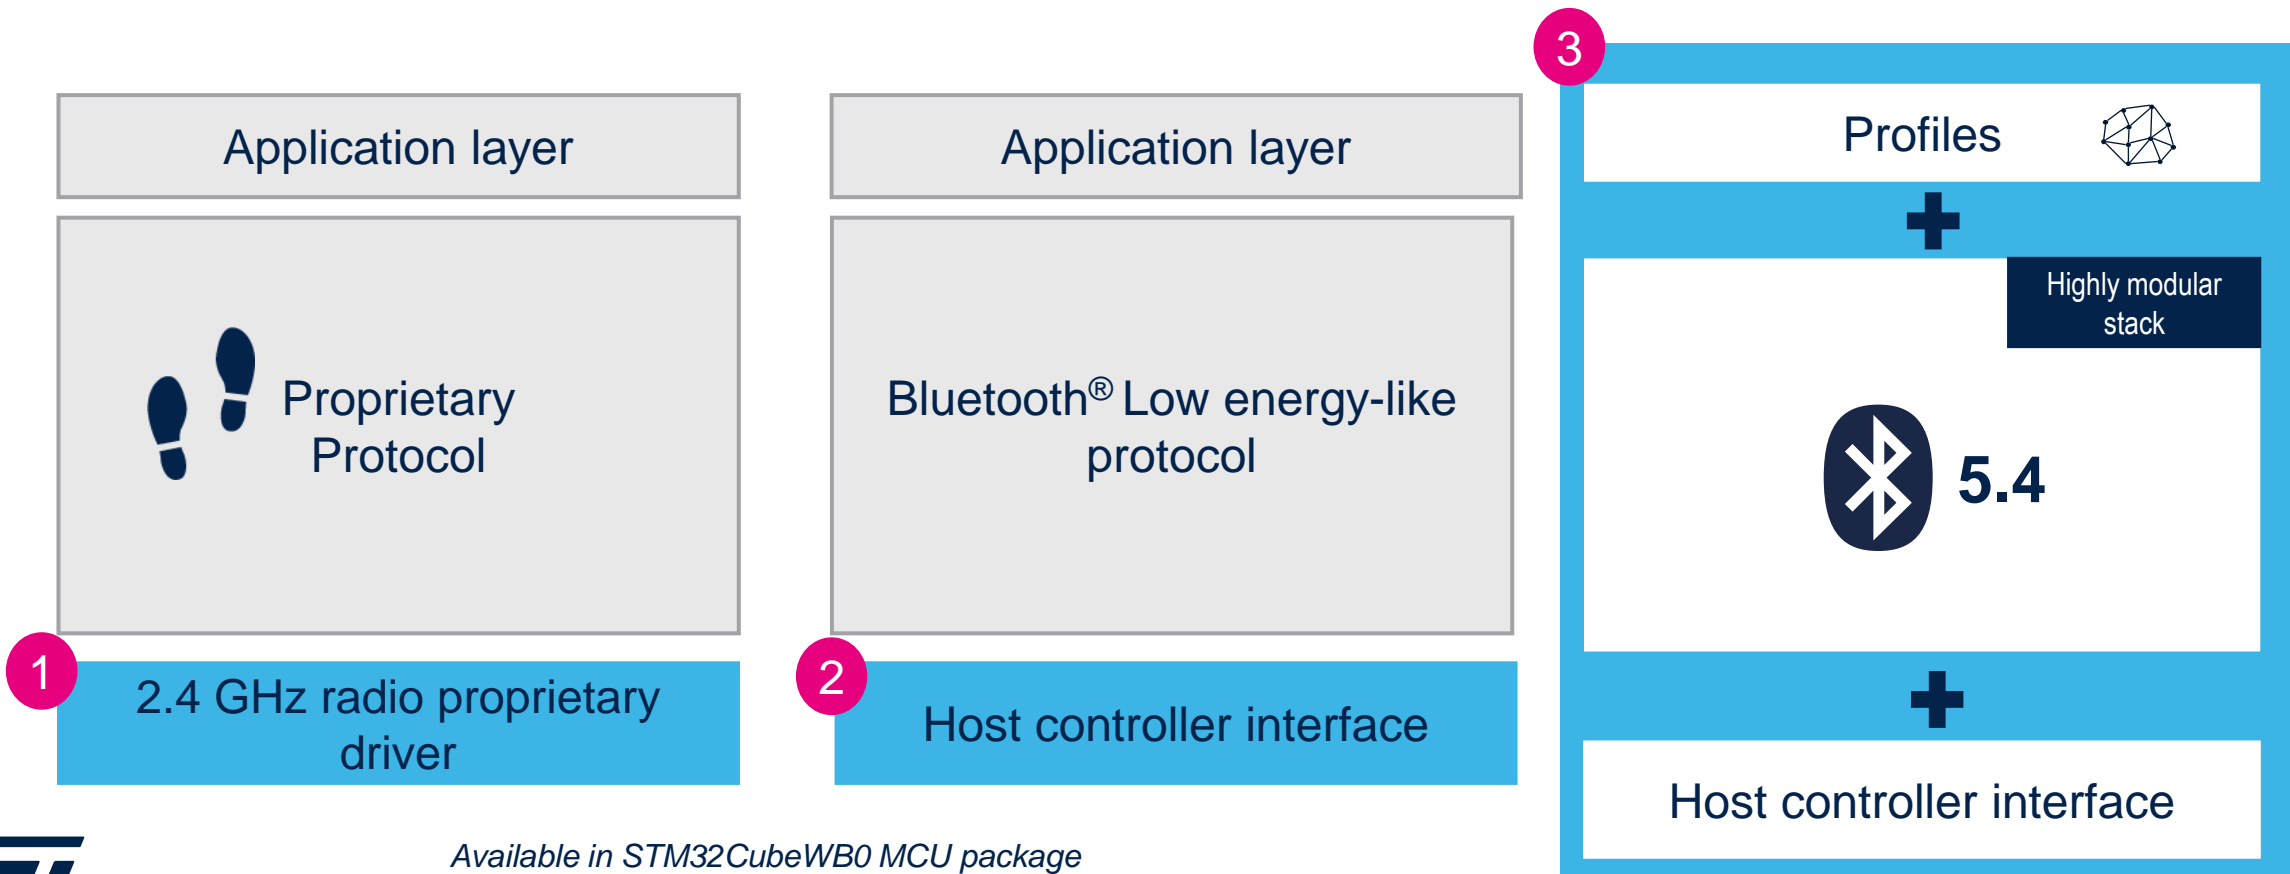 1
Application layer
Proprietary
Protocol
2.4 GHz radio proprietary
driver
2
Application layer
Bluetooth® Low energy-like
protocol
Host controller interface
3
Profiles
Highly modular
stack
5.4
Host controller interface
Available in STM32CubeWB0 MCU package